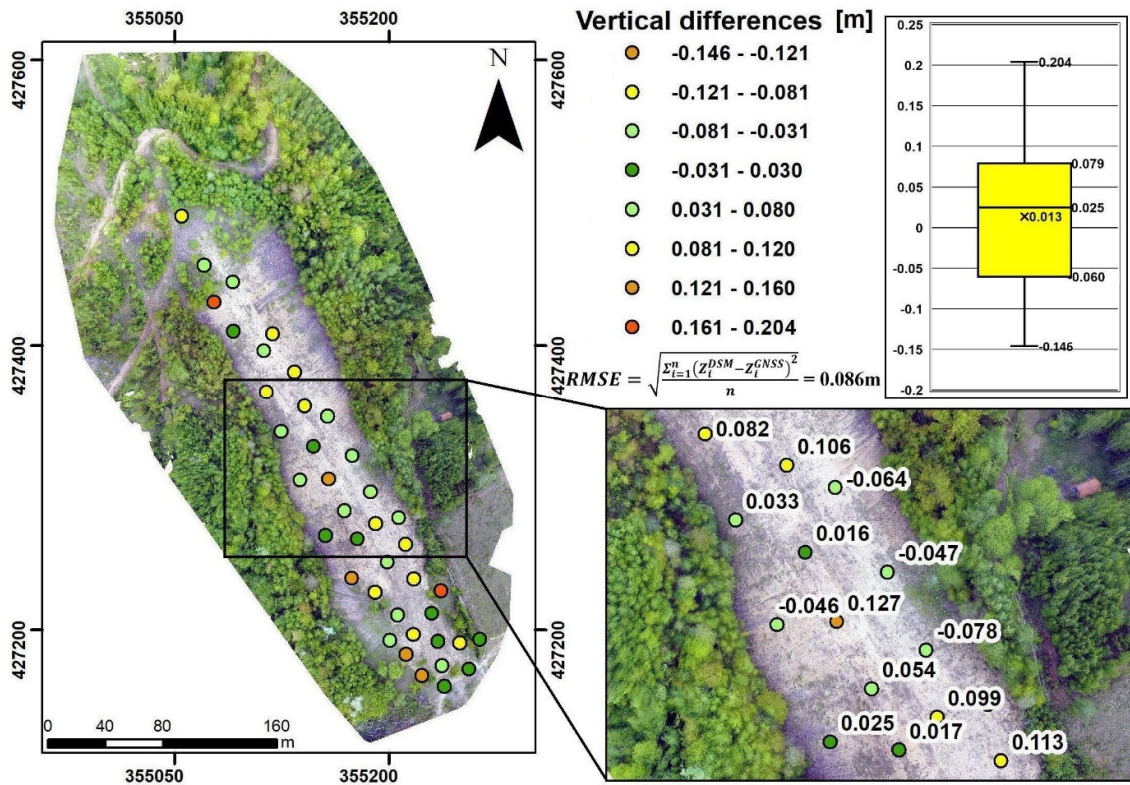 355050 355200
Vertical differences [m]
-0.146 - -0.121
-0.121 - -0.081
-0.081 - -0.031
-0.031 - 0.030
0.031 - 0.080
0.081 - 0.120
0.121 - 0.160
0.161 - 0.204
RMSE = √(Σⁿᵢ₌₁(Zᵢᴰˢᴹ−Zᵢᴳᴺˢˢ)²/n) = 0.086m
N
427600 427600
427400 427400
427200 427200
0 40 80 160
m
355050 355200
0.25
0.2
0.15
0.1
0.05
0
-0.05
-0.1
-0.15
-0.2
0.204
0.079
0.025
0.013
-0.060
-0.146
0.082
0.106
-0.064
0.033
0.016
-0.047
-0.046
0.127
-0.078
0.054
0.099
0.025
0.017
0.113